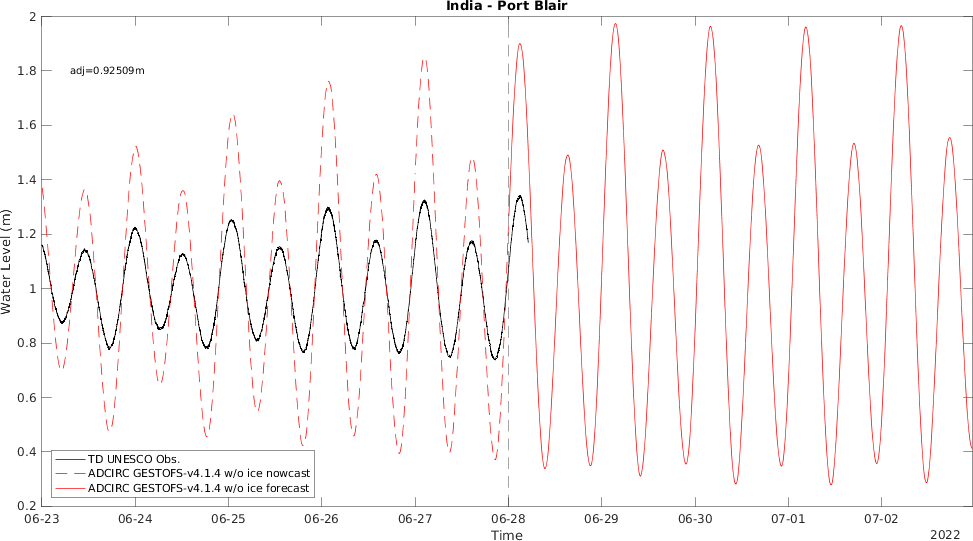 India - Port Blair
2
1.8
1.6
1.4
1.2
1
0.8
0.6
0.4
0.2
Water Level (m)
adj=0.92509m
TD UNESCO Obs.
ADCIRC GESTOFS-v4.1.4 w/o ice nowcast
ADCIRC GESTOFS-v4.1.4 w/o ice forecast
06-23 06-24 06-25 06-26 06-27 06-28 06-29 06-30 07-01 07-02
Time
2022